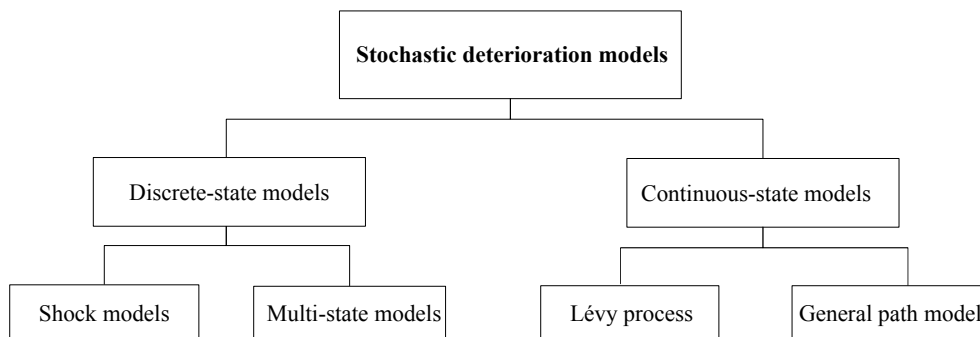 Stochastic deterioration models
Discrete-state models
Continuous-state models
Shock models
Multi-state models
Lévy process
General path model